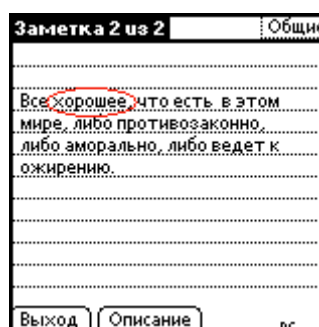 Заметка 2 из 2 Общие
Все хорошее, что есть в этом
мире, либо противозаконно,
либо аморально, либо ведет к
ожирению.
Выход Описание